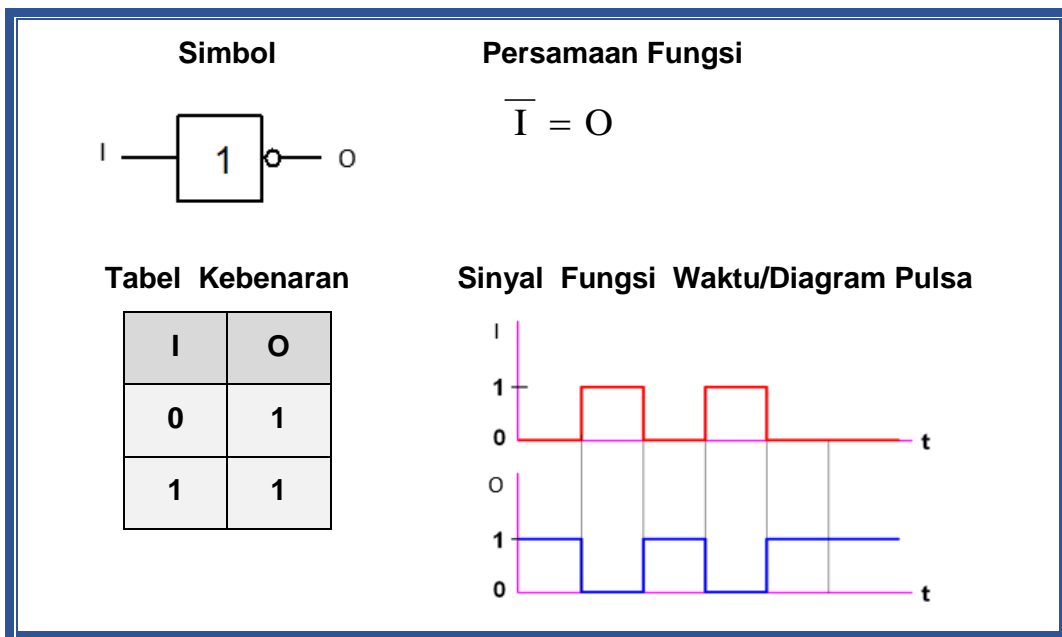 Simbol
Persamaan Fungsi
I̅ = O
I 1 O
Tabel Kebenaran
I O
0 1
1 1
Sinyal Fungsi Waktu/Diagram Pulsa
I
1
0
t
O
1
0
t